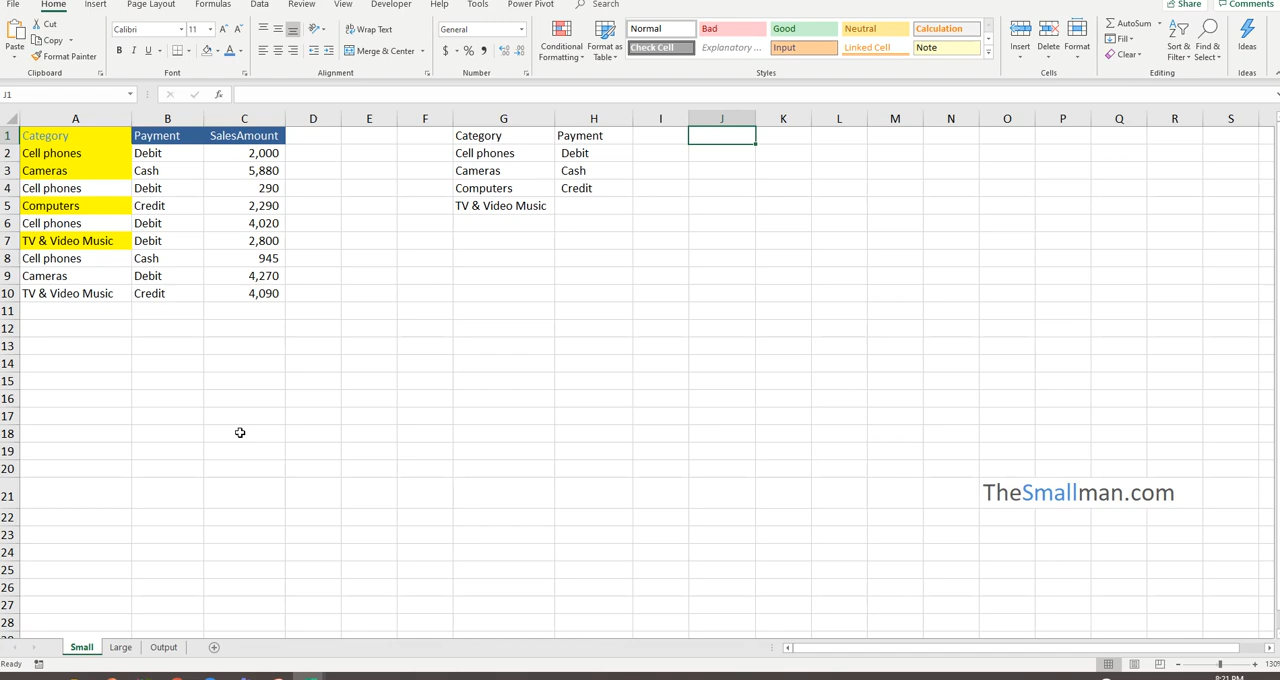 File Home Insert Page Layout Formulas Data Review View Developer Help Tools Power Pivot Search Share Comments
Cut
Copy
Format Painter
Paste
Clipboard
Calibri 11
Font
Wrap Text
Merge & Center
Alignment
General
Number
Conditional Formatting
Format as Table
Normal Bad Good Neutral Calculation
Check Cell Explanatory ... Input Linked Cell Note
Styles
Insert Delete Format
Cells
AutoSum
Fill
Clear
Sort & Filter
Find & Select
Editing
Ideas
Ideas
J1
fx
A B C D E F G H I J K L M N O P Q R S
1 Category Payment SalesAmount Category Payment
2 Cell phones Debit 2,000 Cell phones Debit
3 Cameras Cash 5,880 Cameras Cash
4 Cell phones Debit 290 Computers Credit
5 Computers Credit 2,290 TV & Video Music
6 Cell phones Debit 4,020
7 TV & Video Music Debit 2,800
8 Cell phones Cash 945
9 Cameras Debit 4,270
10 TV & Video Music Credit 4,090
11
12
13
14
15
16
17
18
19
20
21 TheSmallman.com
22
23
24
25
26
27
28
Small Large Output
Ready
130%
8:21 PM